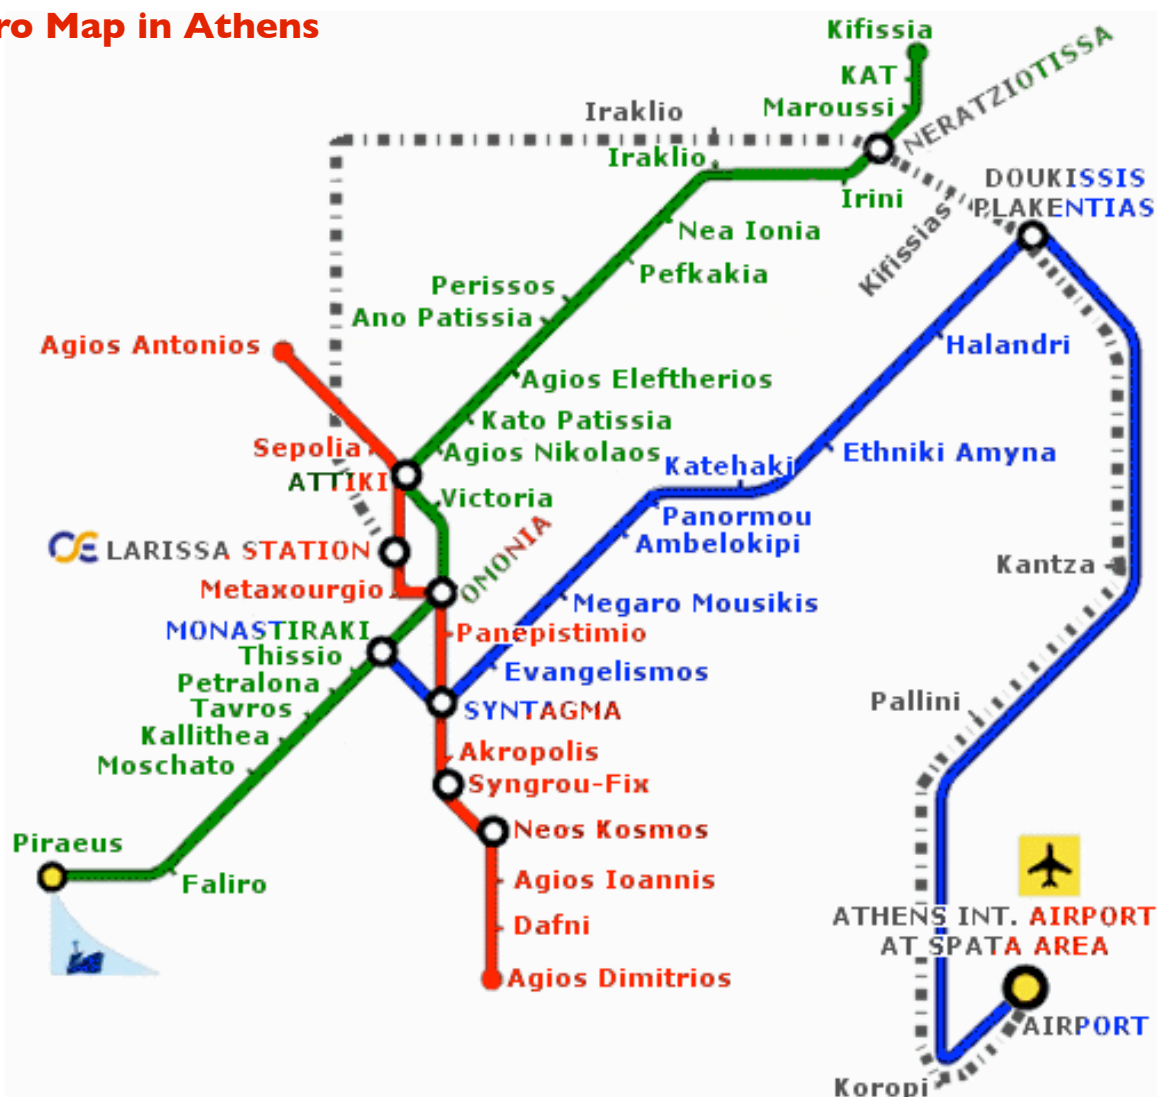 ro Map in Athens
Kifissia
KAT
Maroussi
NERATZIOTISSA
Iraklio
Iraklio
Irini
DOUKISSIS
PLAKENTIAS
Kifissias
Nea Ionia
Pefkakia
Perissos
Ano Patissia
Agios Antonios
Halandri
Agios Eleftherios
Kato Patissia
Sepolia
Agios Nikolaos
Ethniki Amyna
Katehaki
ATTIKI
Victoria
Panormou
Ambelokipi
OMONIA
LARISSA STATION
Kantza
Metaxourgio
Megaro Mousikis
MONASTIRAKI
Panepistimio
Thissio
Evangelismos
Petralona
Tavros
SYNTAGMA
Pallini
Kallithea
Akropolis
Moschato
Syngrou-Fix
Neos Kosmos
Piraeus
Faliro
Agios Ioannis
Dafni
ATHENS INT. AIRPORT
AT SPATA AREA
Agios Dimitrios
AIRPORT
Koropi